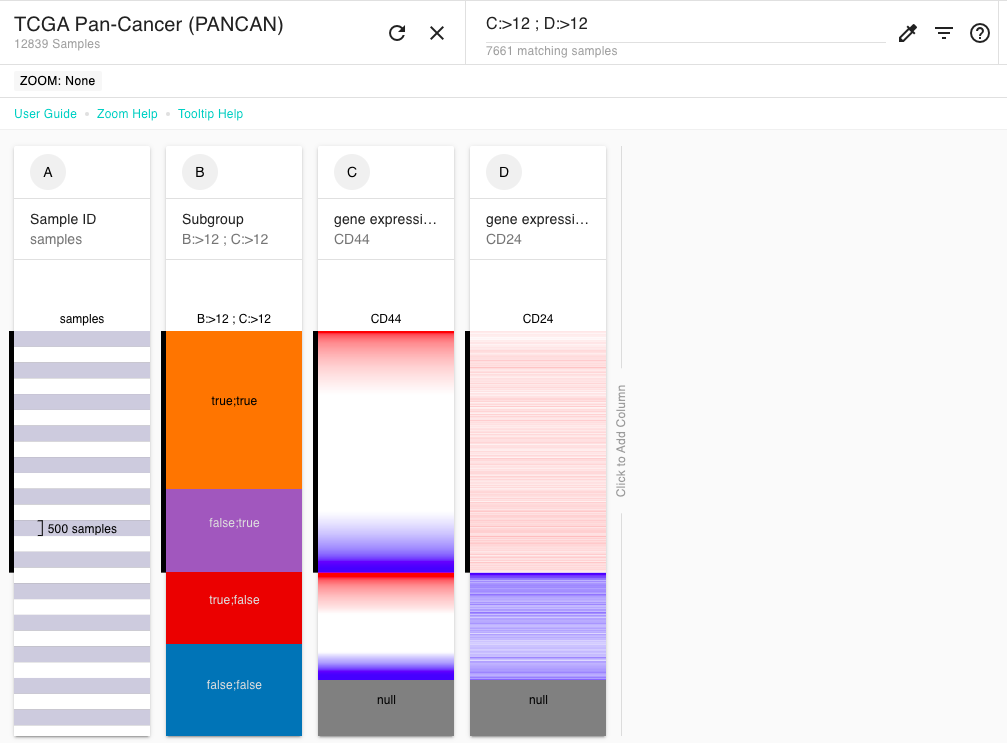 TCGA Pan-Cancer (PANCAN)
12839 Samples
C:>12 ; D:>12
7661 matching samples
ZOOM: None
User Guide • Zoom Help • Tooltip Help
A
B
C
D
Sample ID
samples
Subgroup
B:>12 ; C:>12
gene expressi...
CD44
gene expressi...
CD24
samples
B:>12 ; C:>12
CD44
CD24
true;true
false;true
500 samples
true;false
false;false
null
null
Click to Add Column